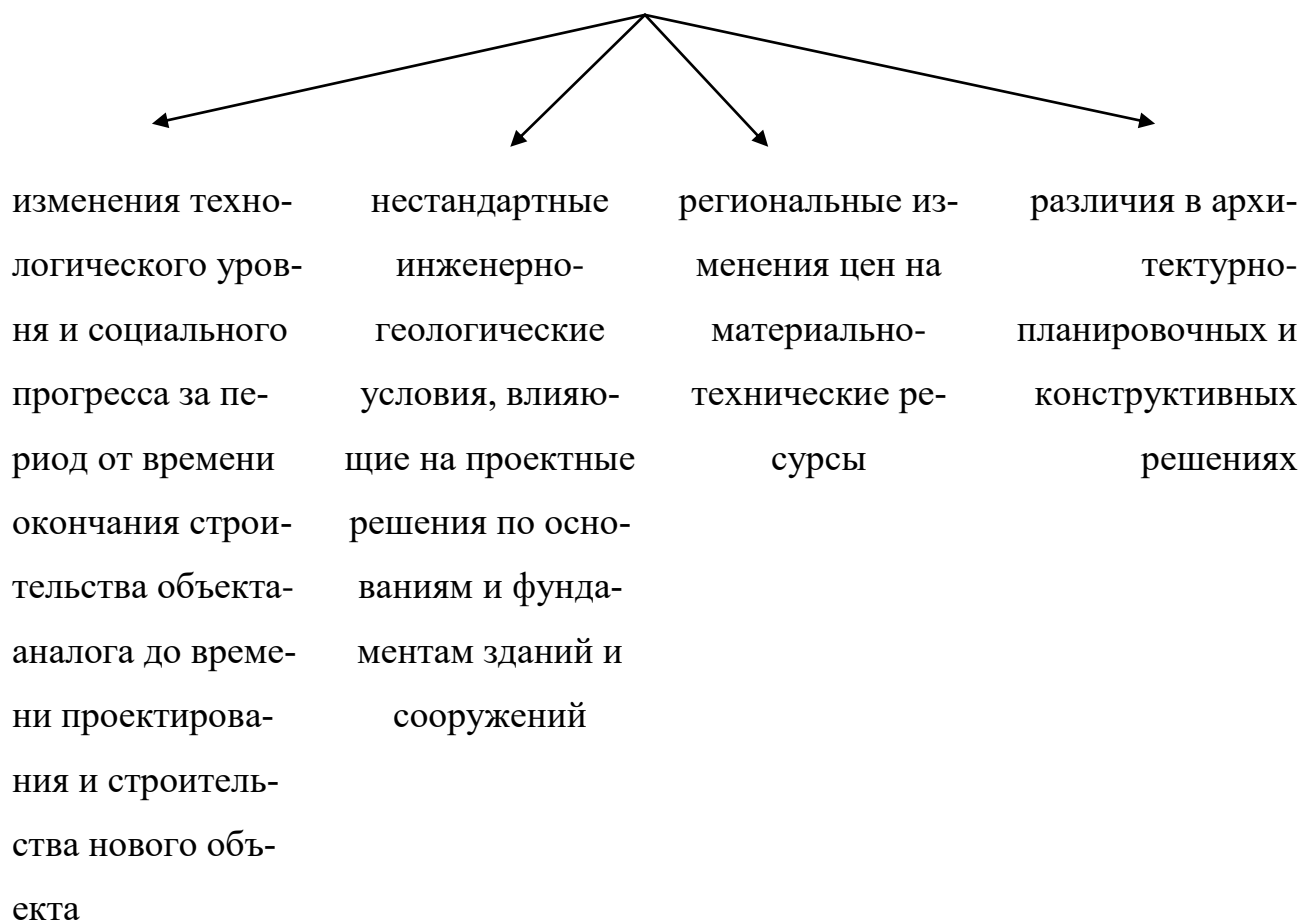 изменения техно-
логического уров-
ня и социального
прогресса за пе-
риод от времени
окончания строи-
тельства объекта-
аналога до време-
ни проектирова-
ния и строитель-
ства нового объ-
екта
нестандартные
инженерно-
геологические
условия, влияю-
щие на проектные
решения по осно-
ваниям и фунда-
ментам зданий и
сооружений
региональные из-
менения цен на
материально-
технические ре-
сурсы
различия в архи-
тектурно-
планировочных и
конструктивных
решениях